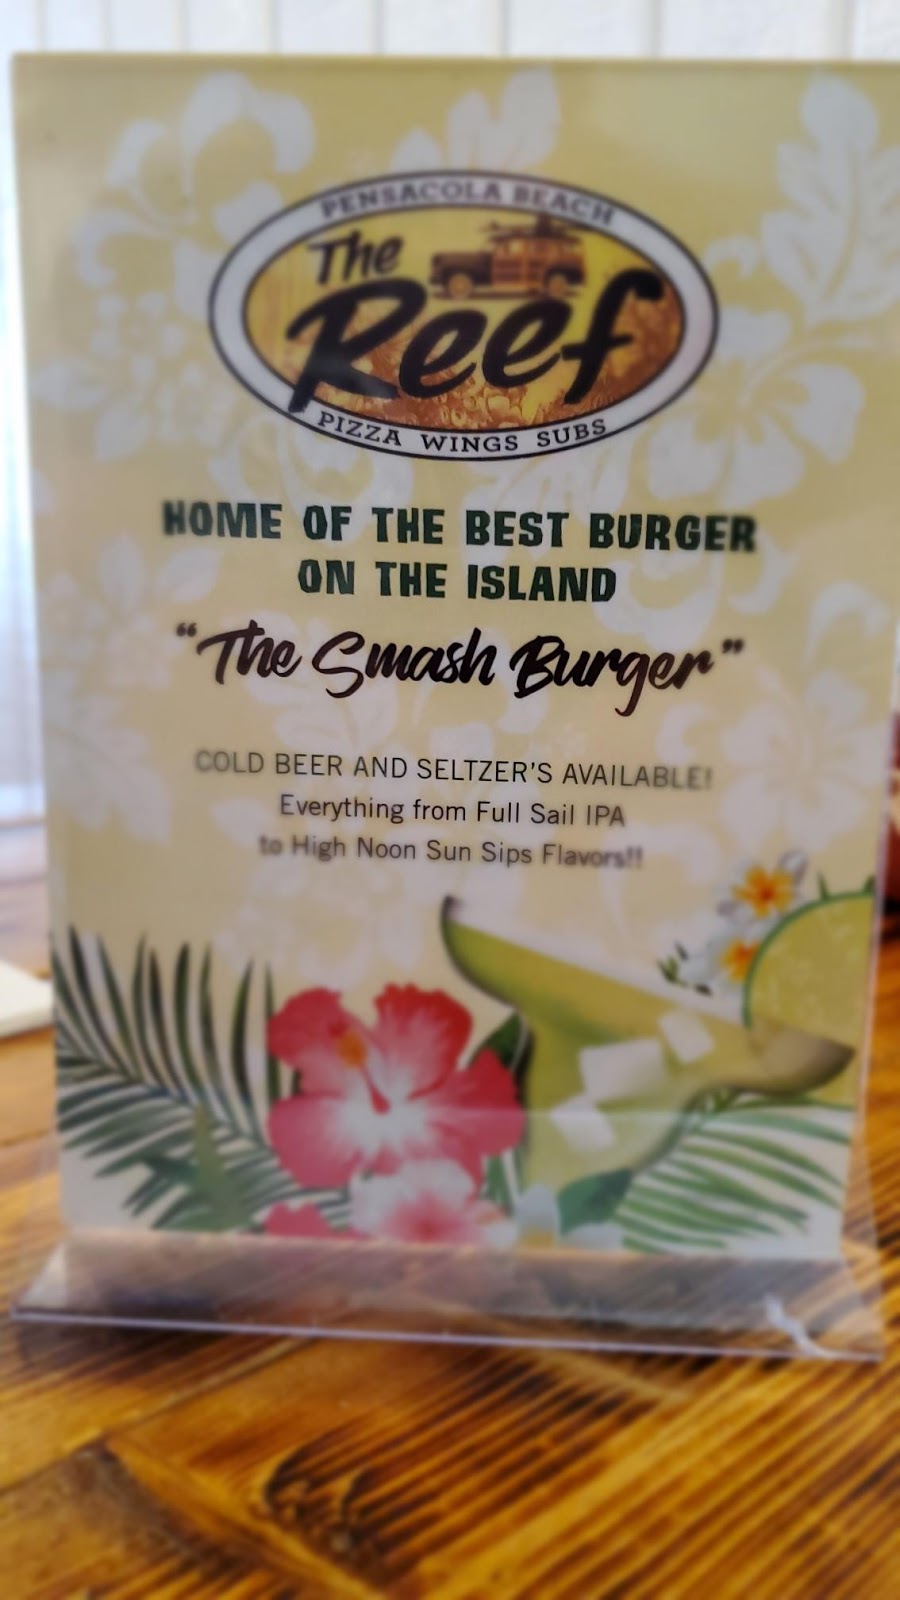 PENSACOLA BEACH
The
Reef
PIZZA WINGS SUBS
HOME OF THE BEST BURGER
ON THE ISLAND
"The Smash Burger"
COLD BEER AND SELTZER'S AVAILABLE!
Everything from Full Sail IPA
to High Noon Sun Sips Flavors!!